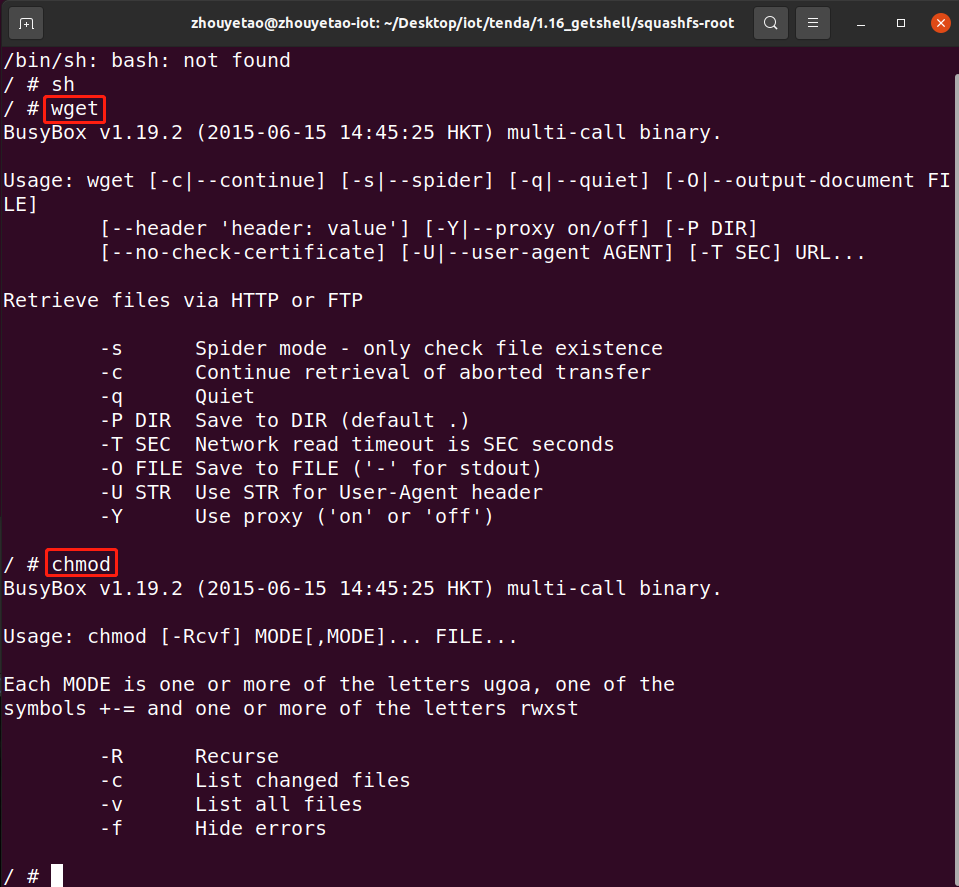 zhouyetao@zhouyetao-iot: ~/Desktop/iot/tenda/1.16_getshell/squashfs-root
/bin/sh: bash: not found
/ # sh
/ # wget
BusyBox v1.19.2 (2015-06-15 14:45:25 HKT) multi-call binary.
Usage: wget [-c|--continue] [-s|--spider] [-q|--quiet] [-O|--output-document FI
LE]
[--header 'header: value'] [-Y|--proxy on/off] [-P DIR]
[--no-check-certificate] [-U|--user-agent AGENT] [-T SEC] URL...
Retrieve files via HTTP or FTP
-s Spider mode - only check file existence
-c Continue retrieval of aborted transfer
-q Quiet
-P DIR Save to DIR (default .)
-T SEC Network read timeout is SEC seconds
-O FILE Save to FILE ('-' for stdout)
-U STR Use STR for User-Agent header
-Y Use proxy ('on' or 'off')
/ # chmod
BusyBox v1.19.2 (2015-06-15 14:45:25 HKT) multi-call binary.
Usage: chmod [-Rcvf] MODE[,MODE]... FILE...
Each MODE is one or more of the letters ugoa, one of the
symbols +-= and one or more of the letters rwxst
-R Recurse
-c List changed files
-v List all files
-f Hide errors
/ #